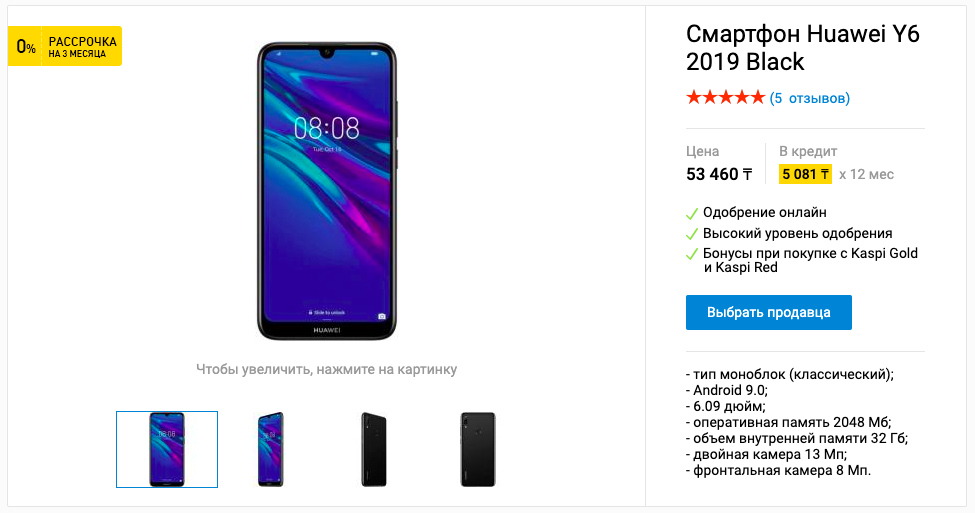 0% РАССРОЧКА
НА 3 МЕСЯЦА
08:08
HUAWEI
Slide to unlock
Чтобы увеличить, нажмите на картинку
08:08
Смартфон Huawei Y6
2019 Black
(5 отзывов)
Цена
В кредит
53 460 ₸
5 081 ₸ x 12 мес
Одобрение онлайн
Высокий уровень одобрения
Бонусы при покупке с Kaspi Gold
и Kaspi Red
Выбрать продавца
- тип моноблок (классический);
- Android 9.0;
- 6.09 дюйм;
- оперативная память 2048 Мб;
- объем внутренней памяти 32 Гб;
- двойная камера 13 Мп;
- фронтальная камера 8 Мп.